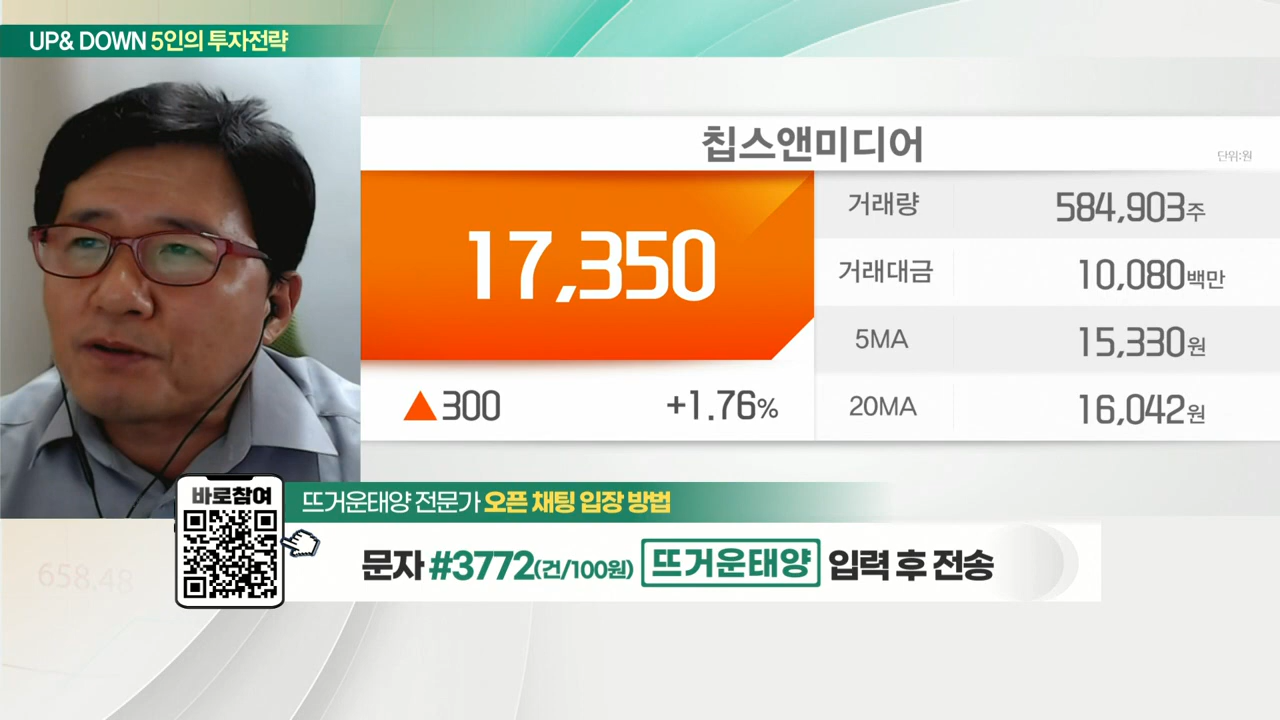 UP& DOWN 5인의 투자전략
칩스앤미디어
단위:원
17,350
▲300 +1.76%
거래량 584,903주
거래대금 10,080백만
5MA 15,330원
20MA 16,042원
바로참여
뜨거운태양 전문가 오픈 채팅 입장 방법
문자 #3772(건/100원) 뜨거운태양 입력 후 전송
658.48